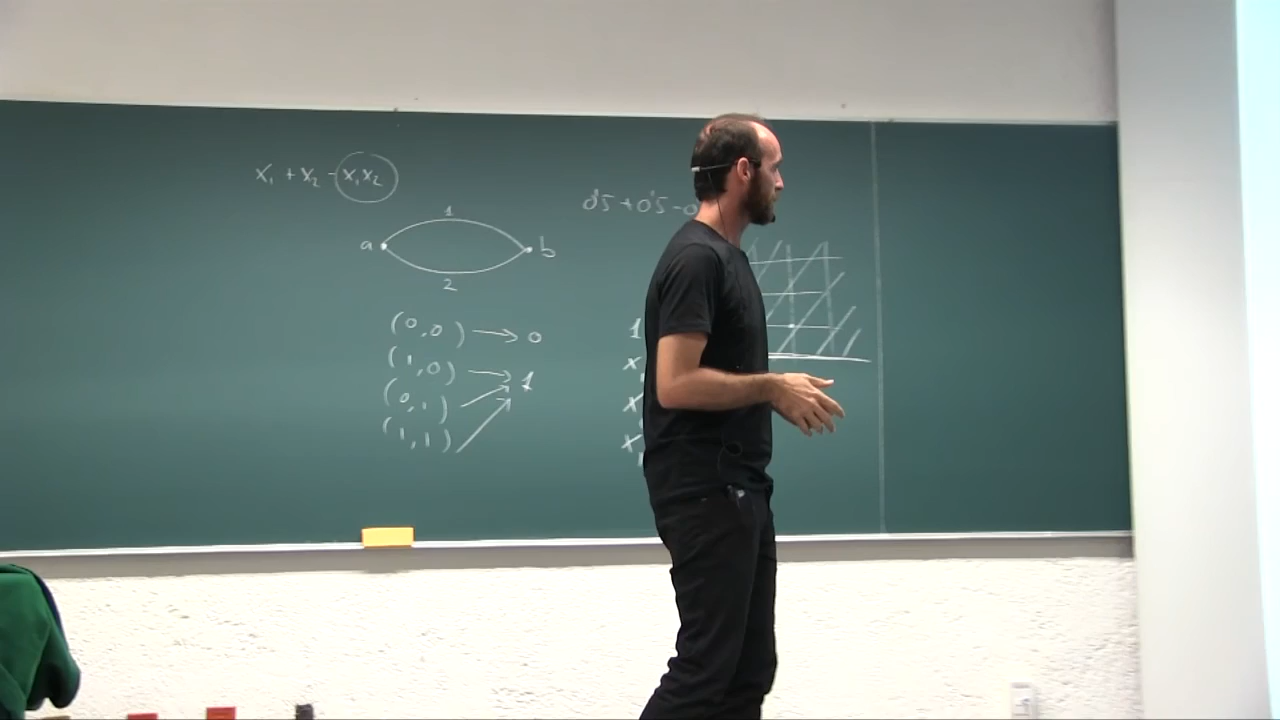 x₁ + x₂ - x₁x₂
1
a b
2
(0,0) → 0
(1,0) → 1
(0,1)
(1,1)
0'5 + 0'5 - 0
1
x
x
x